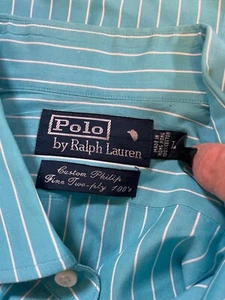 Polo
by Ralph Lauren
Custom Philip
Fine Two-ply 100's